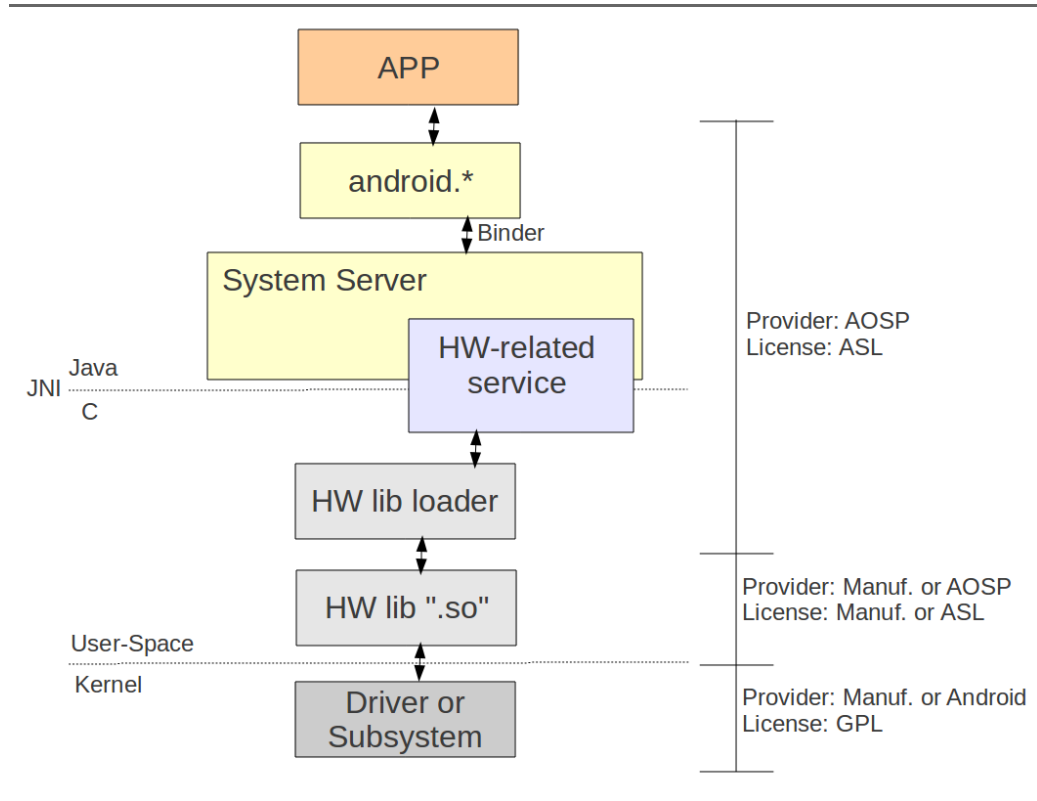 APP
android.*
Binder
System Server
HW-related
service
Provider: AOSP
License: ASL
Java
JNI
C
HW lib loader
HW lib ".so"
Provider: Manuf. or AOSP
License: Manuf. or ASL
User-Space
Kernel
Driver or
Subsystem
Provider: Manuf. or Android
License: GPL